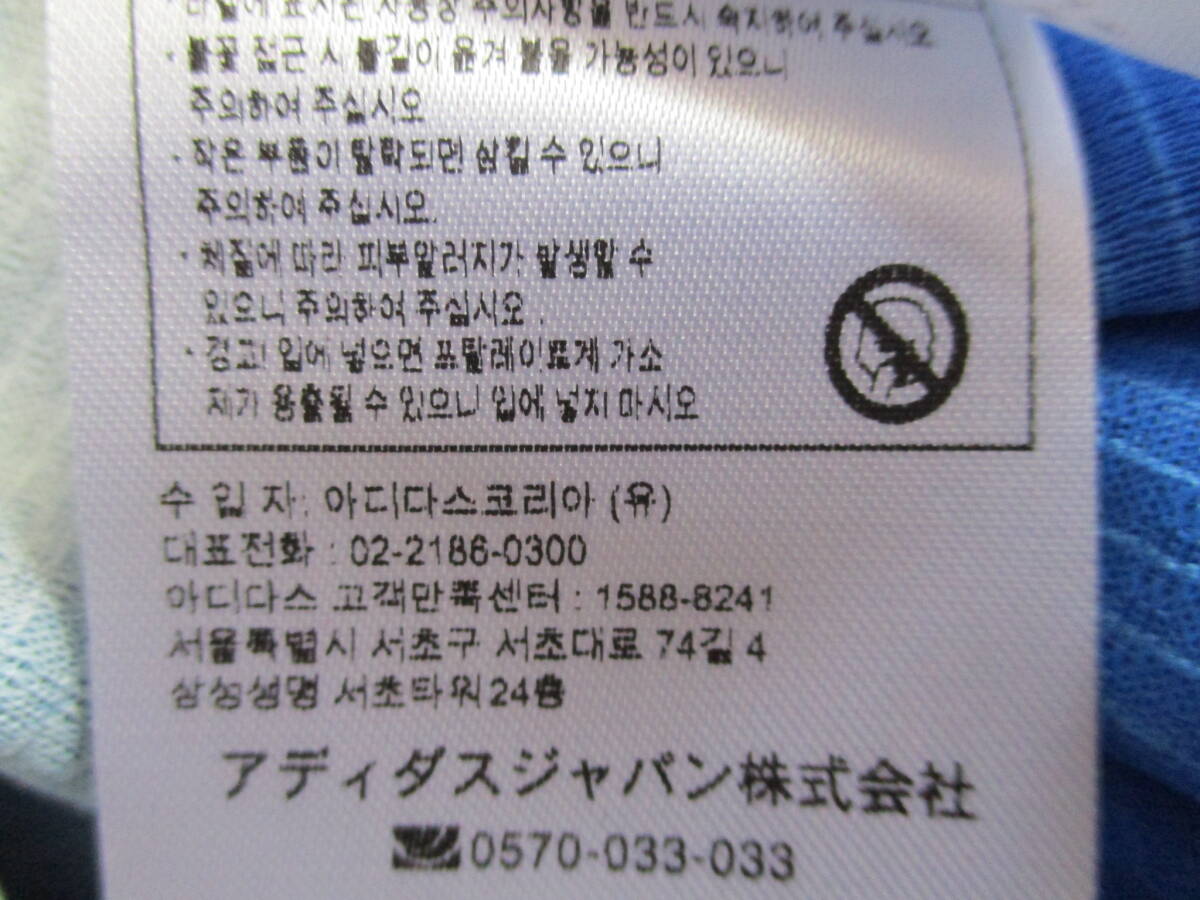 라벨에 표시된 사용상 주의사항을 반드시 숙지하여 주십시오
· 불꽃 접근 시 불길이 옮겨 붙을 가능성이 있으니
주의하여 주십시오
· 작은 부품이 탈락되면 삼킬 수 있으니
주의하여 주십시오.
· 체질에 따라 피부알러지가 발생할 수
있으니 주의하여 주십시오.
· 경고! 입에 넣으면 프탈레이트계 가소
제가 용출될 수 있으니 입에 넣지 마시오
수 입 자: 아디다스코리아 (유)
대표전화 : 02-2186-0300
아디다스 고객만족센터 : 1588-8241
서울특별시 서초구 서초대로 74길 4
삼성생명 서초타워 24층
アディダスジャパン株式会社
0570-033-033